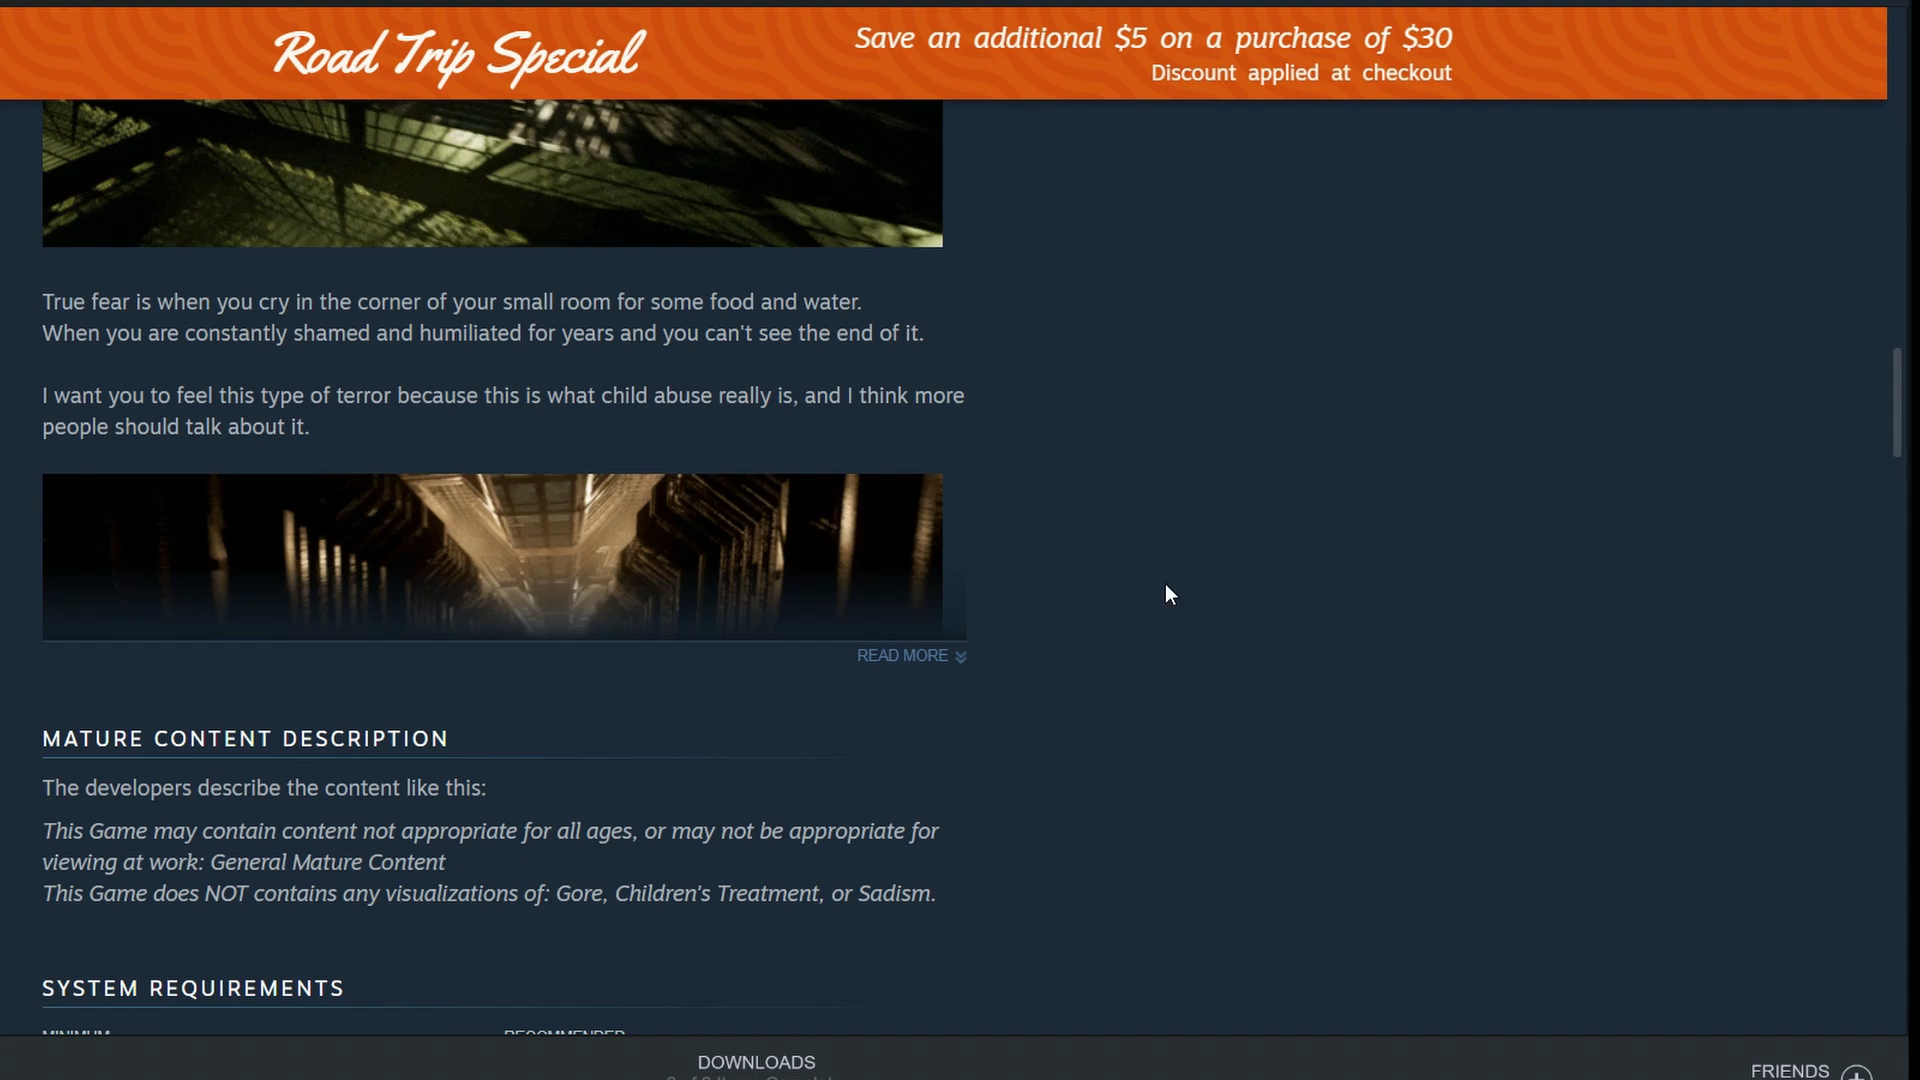 Road Trip Special
Save an additional $5 on a purchase of $30
Discount applied at checkout
True fear is when you cry in the corner of your small room for some food and water.
When you are constantly shamed and humiliated for years and you can't see the end of it.
I want you to feel this type of terror because this is what child abuse really is, and I think more
people should talk about it.
READ MORE
MATURE CONTENT DESCRIPTION
The developers describe the content like this:
This Game may contain content not appropriate for all ages, or may not be appropriate for
viewing at work: General Mature Content
This Game does NOT contains any visualizations of: Gore, Children's Treatment, or Sadism.
SYSTEM REQUIREMENTS
MINIMUM RECOMMENDED
DOWNLOADS
FRIENDS